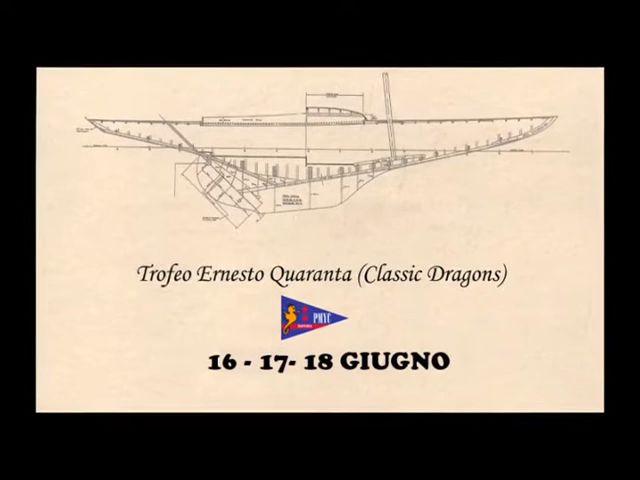 Trofeo Ernesto Quaranta (Classic Dragons)
PMYC
16 - 17- 18 GIUGNO